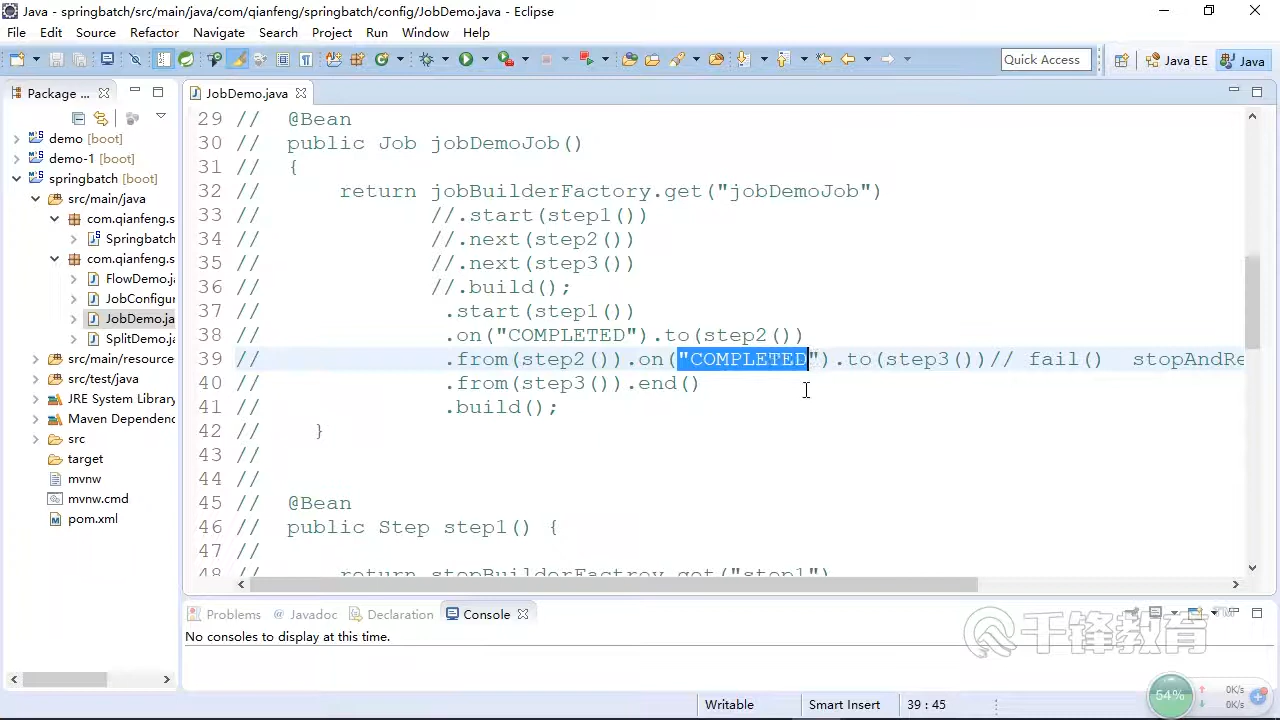 Java - springbatch/src/main/java/com/qianfeng/springbatch/config/JobDemo.java - Eclipse
File Edit Source Refactor Navigate Search Project Run Window Help
Quick Access
Java EE
Java
Package ...
JobDemo.java
demo [boot]
demo-1 [boot]
springbatch [boot]
src/main/java
com.qianfeng.s
Springbatch
com.qianfeng.s
FlowDemo.ja
JobConfigur
JobDemo.ja
SplitDemo.ja
src/main/resource
src/test/java
JRE System Library
Maven Dependenc
src
target
mvnw
mvnw.cmd
pom.xml
29 // @Bean
30 // public Job jobDemoJob()
31 // {
32 // return jobBuilderFactory.get("jobDemoJob")
33 // //.start(step1())
34 // //.next(step2())
35 // //.next(step3())
36 // //.build();
37 // .start(step1())
38 // .on("COMPLETED").to(step2())
39 // .from(step2()).on("COMPLETED").to(step3())// fail() stopAndRe
40 // .from(step3()).end()
41 // .build();
42 // }
43 //
44 //
45 // @Bean
46 // public Step step1() {
47 //
48 // return stepBuilderFactroy.get("step1")
Problems @ Javadoc Declaration Console
No consoles to display at this time.
千锋教育
Writable
Smart Insert
39 : 45
54%
0K/s
0K/s